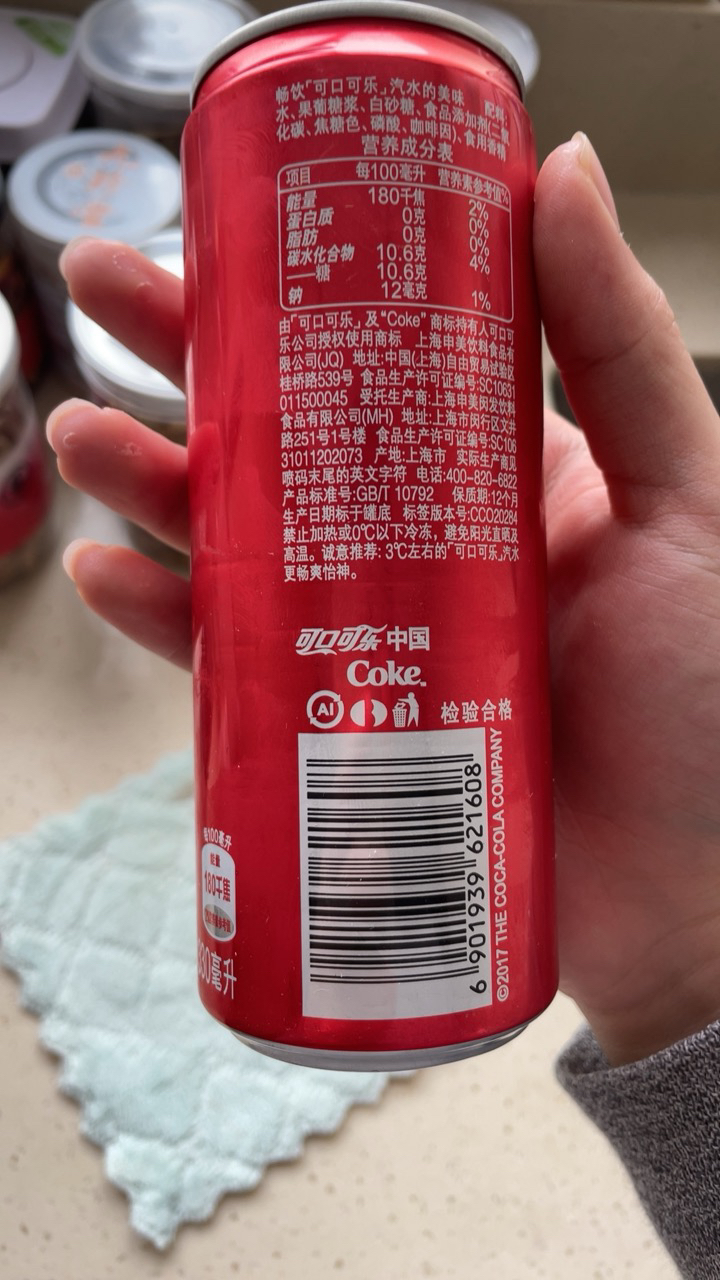 畅饮「可口可乐」汽水的美味 配料:
水、果葡糖浆、白砂糖、食品添加剂(二氧
化碳、焦糖色、磷酸、咖啡因)、食用香精
营养成分表
项目 每100毫升 营养素参考值%
能量 180千焦 2%
蛋白质 0克 0%
脂肪 0克 0%
碳水化合物 10.6克 4%
——糖 10.6克
钠 12毫克 1%
由「可口可乐」及“Coke”商标持有人可口可
乐公司授权使用商标 上海申美饮料食品有
限公司(JQ) 地址:中国(上海)自由贸易试验区
桂桥路539号 食品生产许可证编号:SC10631
011500045 受托生产商:上海申美闵发饮料
食品有限公司(MH) 地址:上海市闵行区文井
路251号1号楼 食品生产许可证编号:SC106
31011202073 产地:上海市 实际生产商见
喷码末尾的英文字符 电话:400-820-6822
产品标准号:GB/T 10792 保质期:12个月
生产日期标于罐底 标签版本号:CCO20284
禁止加热或0℃以下冷冻，避免阳光直晒及
高温。诚意推荐: 3℃左右的「可口可乐」汽水
更畅爽怡神。
可口可乐 中国
Coke.
Al
检验合格
6 901939 621608
©2017 THE COCA-COLA COMPANY
每100毫升
能量
180千焦
毫升